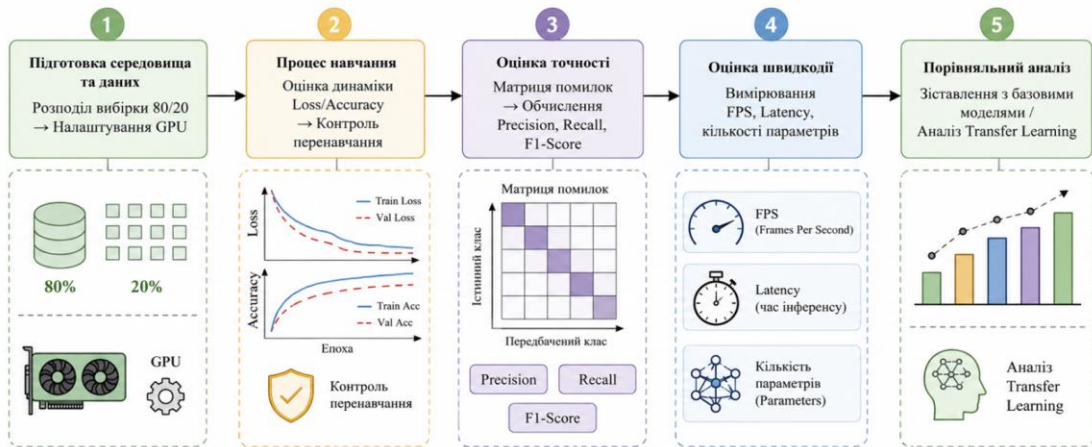 1
Підготовка середовища
та даних
Розподіл вибірки 80/20
→ Налаштування GPU
80%
20%
GPU
2
Процес навчання
Оцінка динаміки
Loss/Accuracy
→ Контроль
перенавчання
Loss
Train Loss
Val Loss
Accuracy
Train Acc
Val Acc
Епоха
Контроль
перенавчання
3
Оцінка точності
Матриця помилок
→ Обчислення
Precision, Recall,
F1-Score
Матриця помилок
Істинний клас
Передбачений клас
Precision
Recall
F1-Score
4
Оцінка швидкодії
Вимірювання
FPS, Latency,
кількості параметрів
FPS
(Frames Per Second)
Latency
(час інференсу)
Кількість
параметрів
(Parameters)
5
Порівняльний аналіз
Зіставлення з базовими
моделями /
Аналіз Transfer Learning
Аналіз
Transfer
Learning